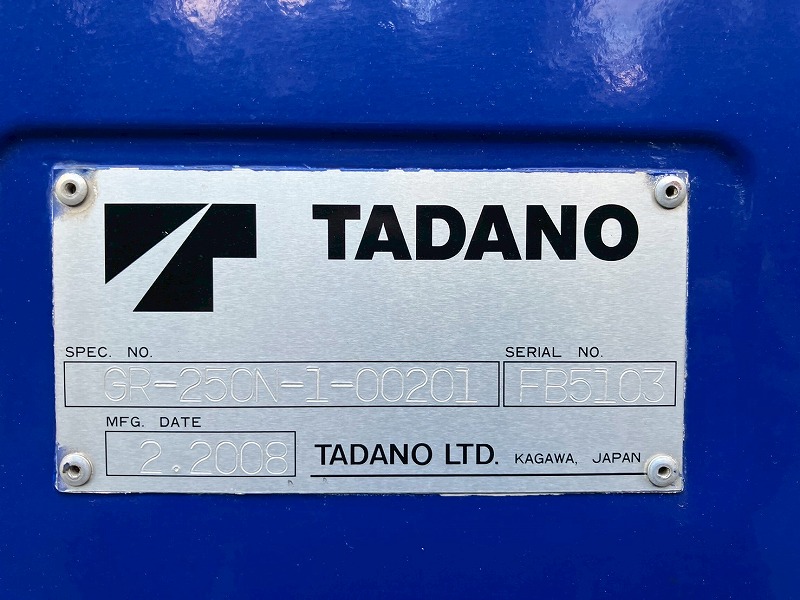 TADANO
SPEC. NO.
GR-250N-1-00201
SERIAL NO.
FB5103
MFG. DATE
2.2008
TADANO LTD. KAGAWA, JAPAN